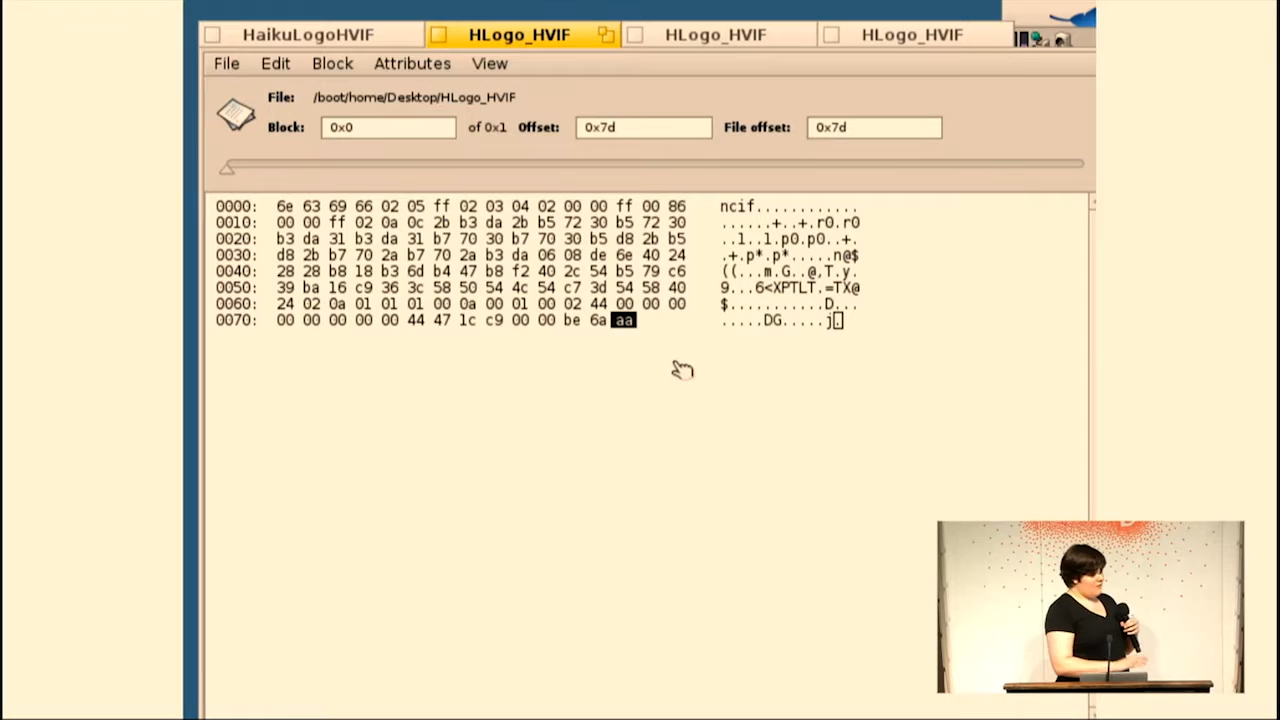 HaikuLogoHVIF HLogo_HVIF HLogo_HVIF HLogo_HVIF
File Edit Block Attributes View
File: /boot/home/Desktop/HLogo_HVIF
Block: 0x0 of 0x1 Offset: 0x7d File offset: 0x7d
0000: 6e 63 69 66 02 05 ff 02 03 04 02 00 00 ff 00 86 ncif............
0010: 00 00 ff 02 0a 0c 2b b3 da 2b b5 72 30 b5 72 30 ......+..+.r0.r0
0020: b3 da 31 b3 da 31 b7 70 30 b7 70 30 b5 d8 2b b5 ..1..1.p0.p0..+.
0030: d8 2b b7 70 2a b7 70 2a b3 da 06 08 de 6e 40 24 .+.p*.p*.....n@$
0040: 28 28 b8 18 b3 6d b4 47 b8 f2 40 2c 54 b5 79 c6 ((...m.G..@,T.y.
0050: 39 ba 16 c9 36 3c 58 50 54 4c 54 c7 3d 54 58 40 9...6<XPTLT.=TX@
0060: 24 02 0a 01 01 01 00 0a 00 01 00 02 44 00 00 00 $...........D...
0070: 00 00 00 00 00 44 47 1c c9 00 00 be 6a aa .....DG.....j.